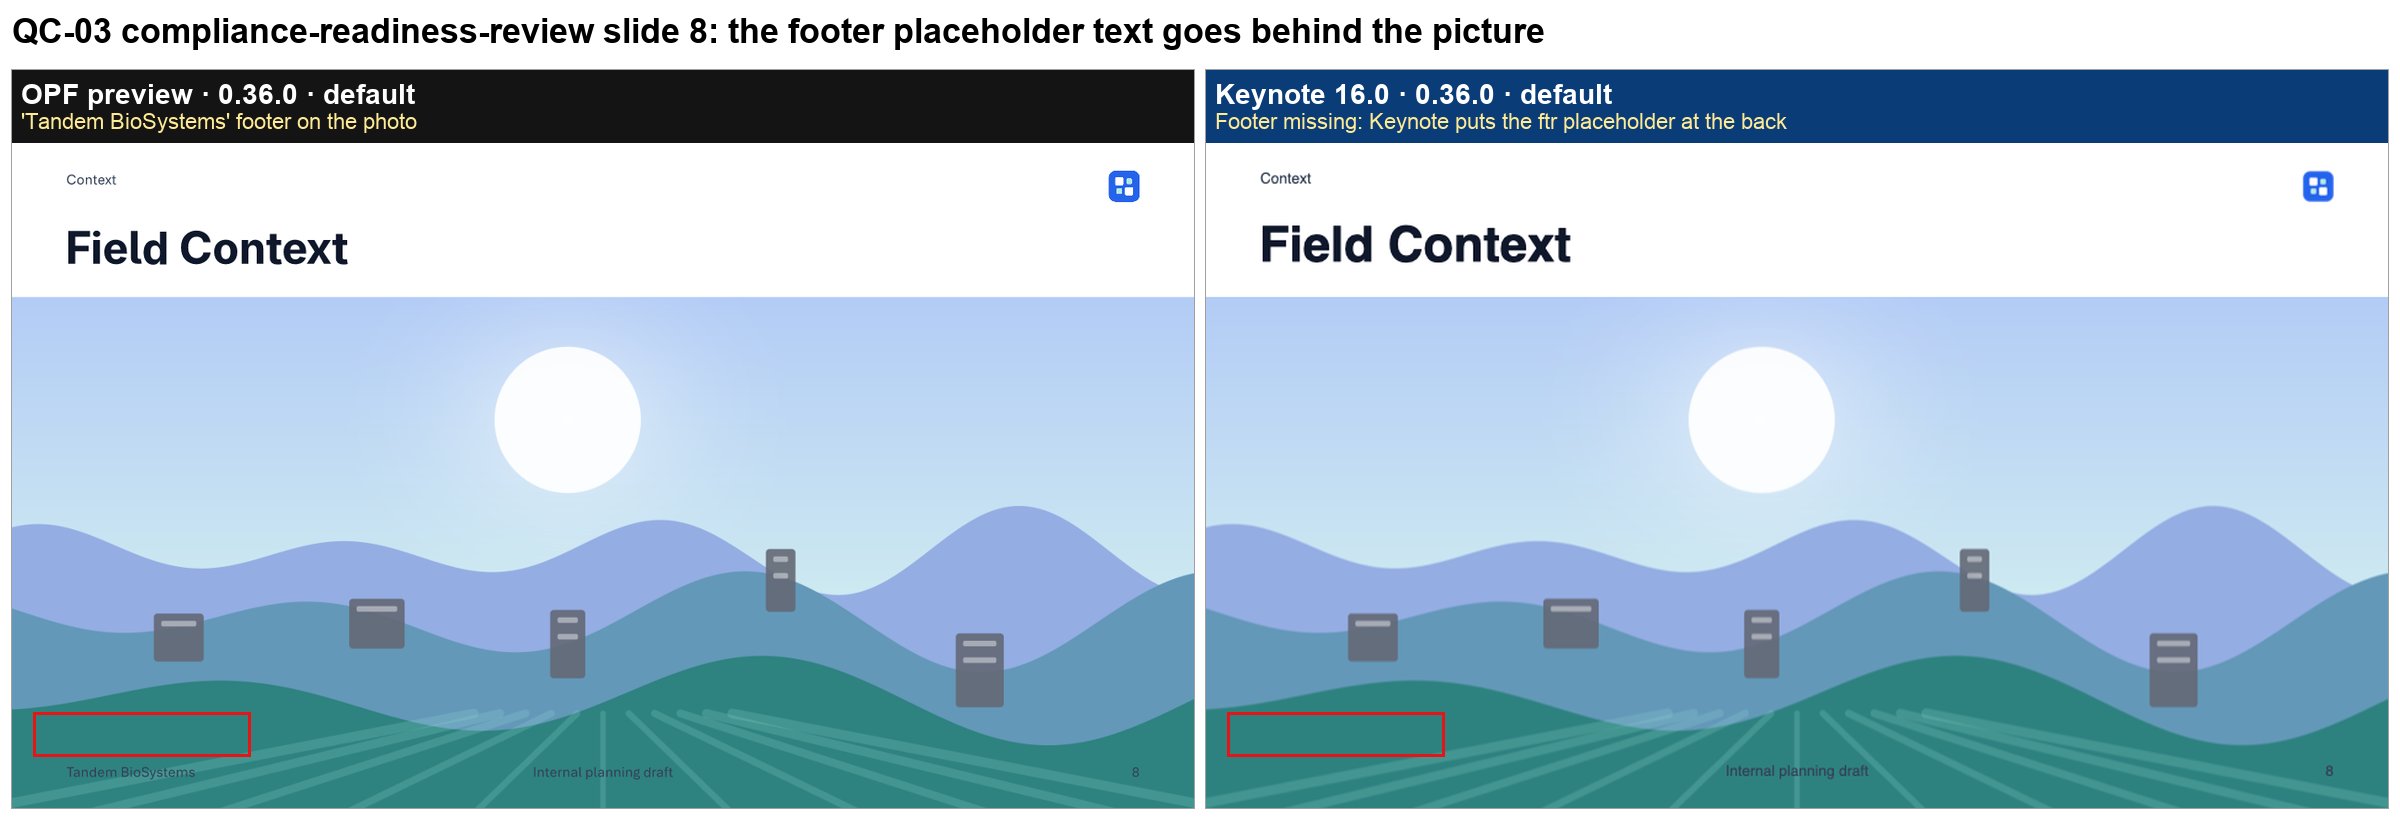 QC-03 compliance-readiness-review slide 8: the footer placeholder text goes behind the picture
OPF preview · 0.36.0 · default
'Tandem BioSystems' footer on the photo
Context
Field Context
Tandem BioSystems
Internal planning draft
8
Keynote 16.0 · 0.36.0 · default
Footer missing: Keynote puts the ftr placeholder at the back
Context
Field Context
Internal planning draft
8